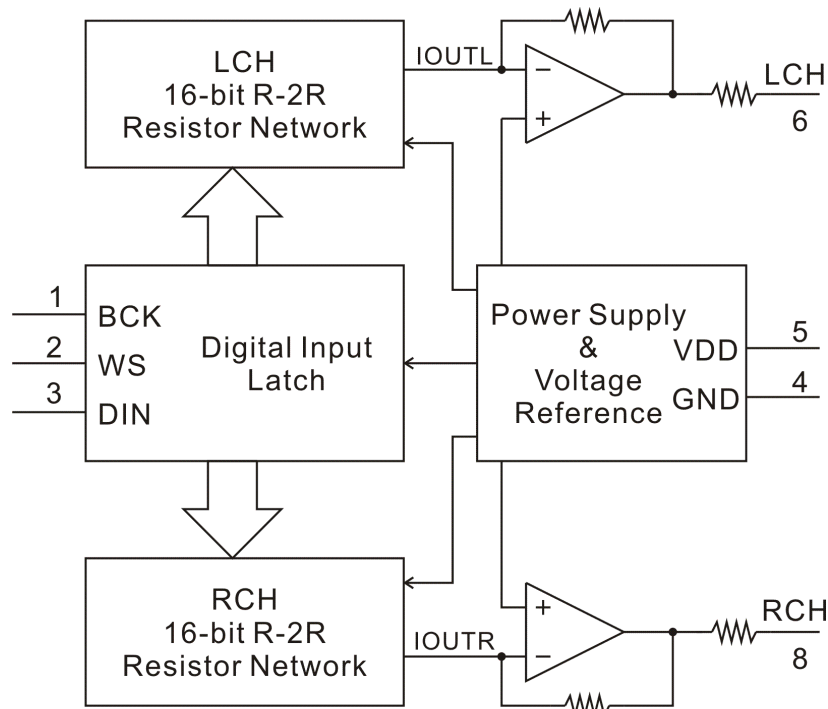 LCH
16-bit R-2R
Resistor Network
IOUTL
LCH
6
1
BCK
2
WS
3
DIN
Digital Input
Latch
Power Supply
&
Voltage
Reference
VDD
5
GND
4
RCH
16-bit R-2R
Resistor Network
IOUTR
RCH
8